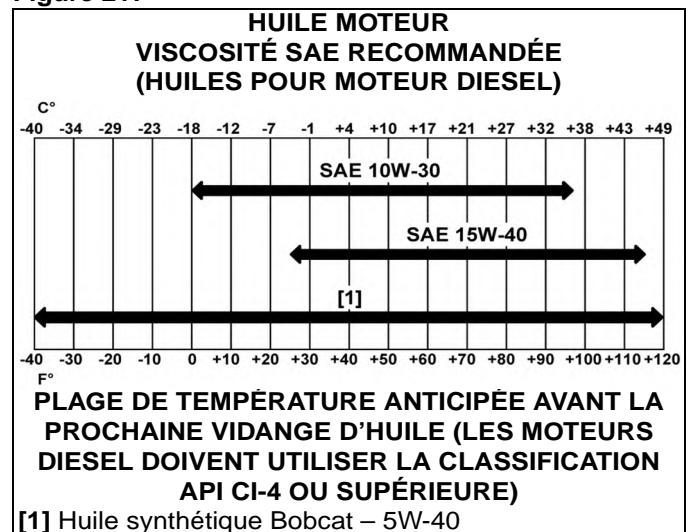 HUILE MOTEUR
VISCOSITÉ SAE RECOMMANDÉE
(HUILES POUR MOTEUR DIESEL)
C°
-40 -34 -29 -23 -18 -12 -7 -1 +4 +10 +17 +21 +27 +32 +38 +43 +49
SAE 10W-30
SAE 15W-40
[1]
-40 -30 -20 -10 0 +10 +20 +30 +40 +50 +60 +70 +80 +90 +100 +110 +120
F°
PLAGE DE TEMPÉRATURE ANTICIPÉE AVANT LA
PROCHAINE VIDANGE D’HUILE (LES MOTEURS
DIESEL DOIVENT UTILISER LA CLASSIFICATION
API CI-4 OU SUPÉRIEURE)
[1] Huile synthétique Bobcat – 5W-40